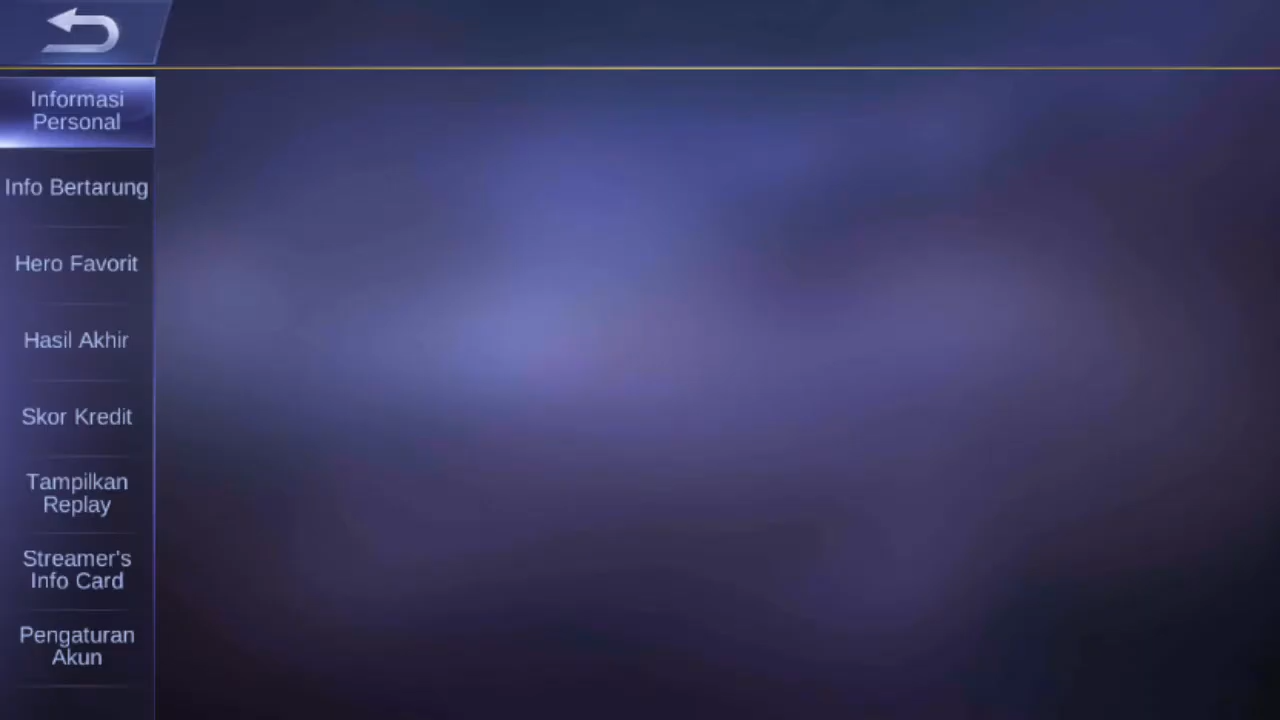 Informasi
Personal
Info Bertarung
Hero Favorit
Hasil Akhir
Skor Kredit
Tampilkan
Replay
Streamer's
Info Card
Pengaturan
Akun